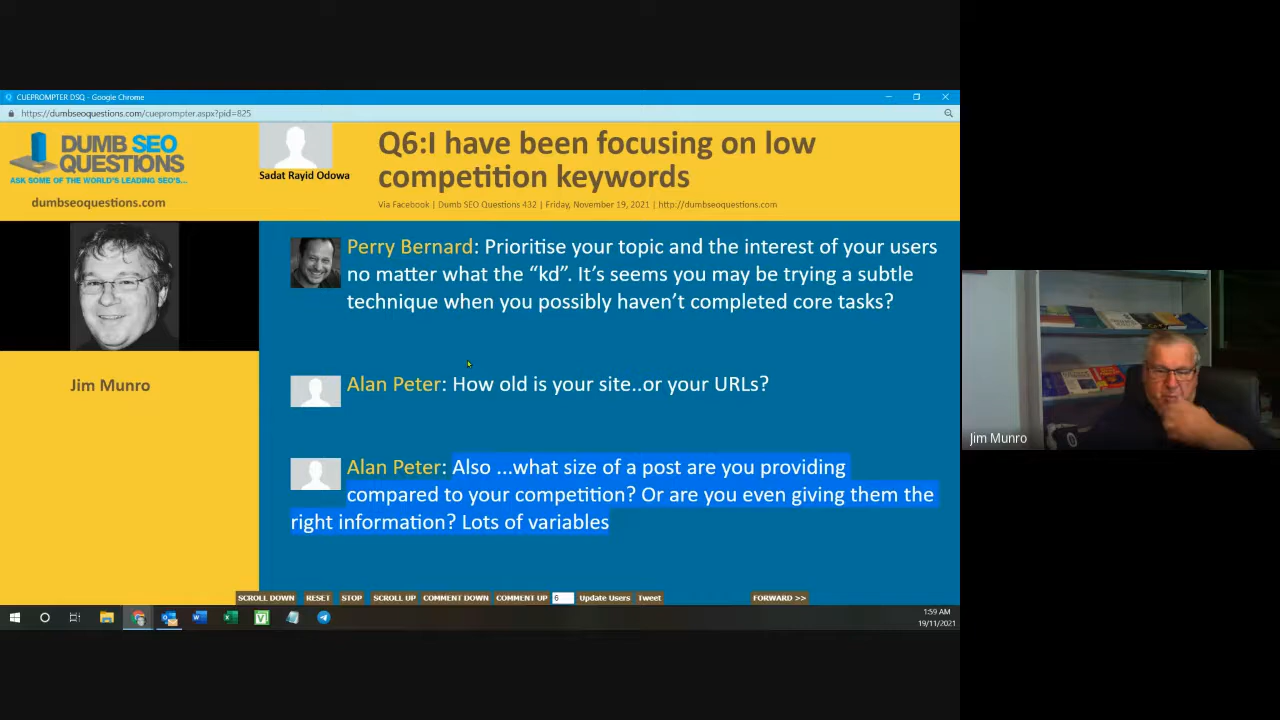 CUEPROMPTER DSQ - Google Chrome
https://dumbseoquestions.com/cueprompter.aspx?pid=825
DUMB SEO
QUESTIONS
ASK SOME OF THE WORLD'S LEADING SEO'S...
dumbseoquestions.com
Sadat Rayid Odowa
Q6:I have been focusing on low
competition keywords
Via Facebook | Dumb SEO Questions 432 | Friday, November 19, 2021 | http://dumbseoquestions.com
Jim Munro
Perry Bernard: Prioritise your topic and the interest of your users
no matter what the “kd”. It’s seems you may be trying a subtle
technique when you possibly haven’t completed core tasks?
Alan Peter: How old is your site..or your URLs?
Alan Peter: Also ...what size of a post are you providing
compared to your competition? Or are you even giving them the
right information? Lots of variables
SCROLL DOWN RESET STOP SCROLL UP COMMENT DOWN COMMENT UP 6 Update Users Tweet FORWARD >>
1:59 AM
19/11/2021
Jim Munro